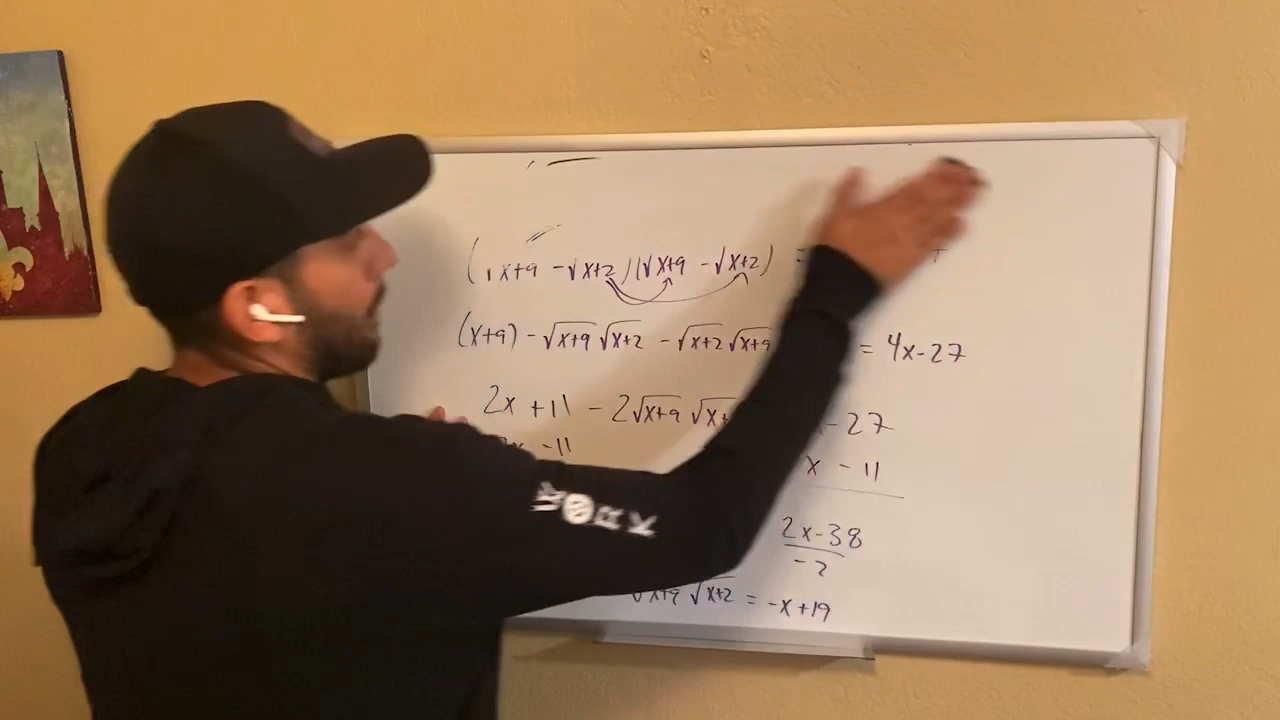 (√x+9 - √x+2)(√x+9 - √x+2) =
(x+9) - √x+9 √x+2 - √x+2 √x+9 = 4x-27
2x + 11 - 2√x+9 √x+ -27
x -11 x - 11
2x-38
-2
√x+9 √x+2 = -x+19